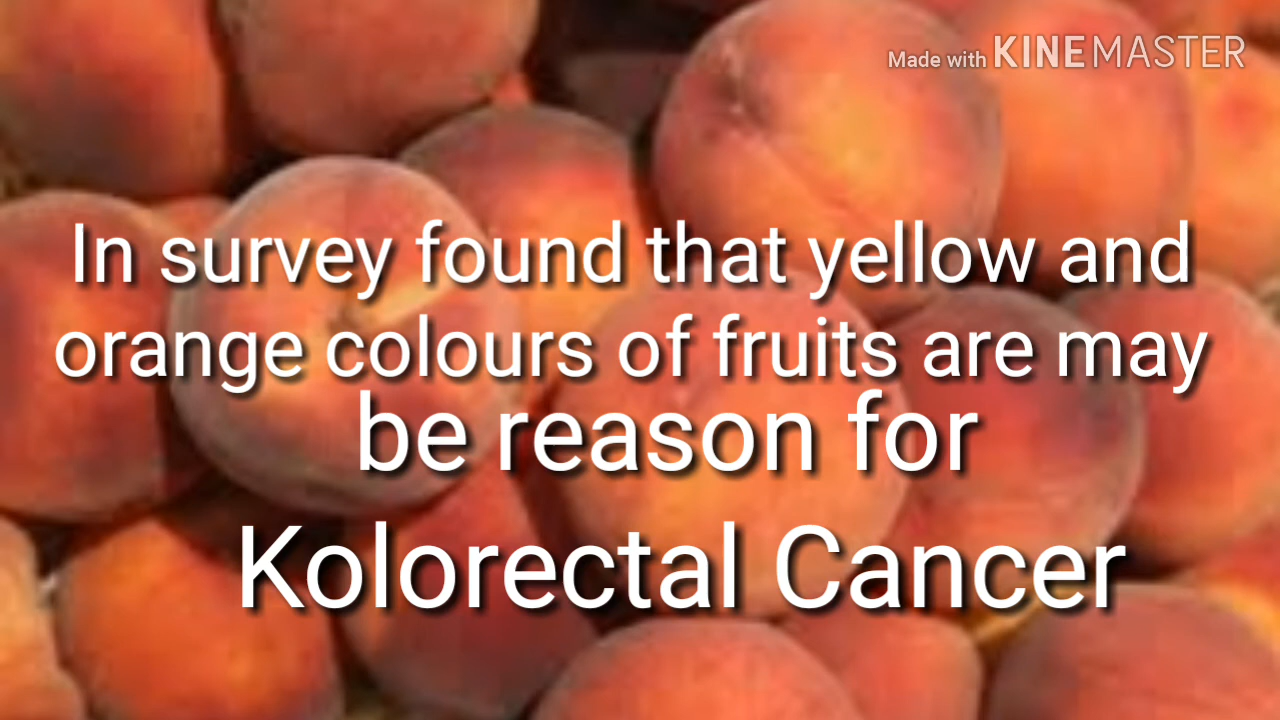 Made with KINEMASTER
In survey found that yellow and
orange colours of fruits are may
be reason for
Kolorectal Cancer